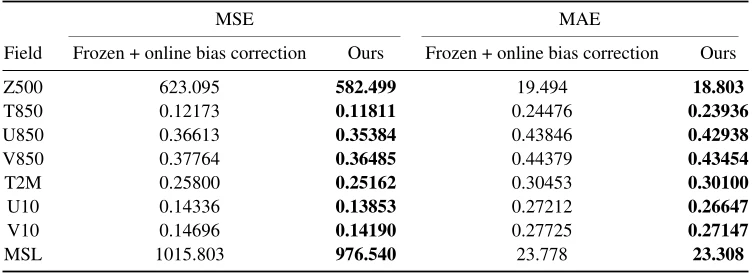 MSE MAE
Field Frozen + online bias correction Ours Frozen + online bias correction Ours
Z500 623.095 582.499 19.494 18.803
T850 0.12173 0.11811 0.24476 0.23936
U850 0.36613 0.35384 0.43846 0.42938
V850 0.37764 0.36485 0.44379 0.43454
T2M 0.25800 0.25162 0.30453 0.30100
U10 0.14336 0.13853 0.27212 0.26647
V10 0.14696 0.14190 0.27725 0.27147
MSL 1015.803 976.540 23.778 23.308